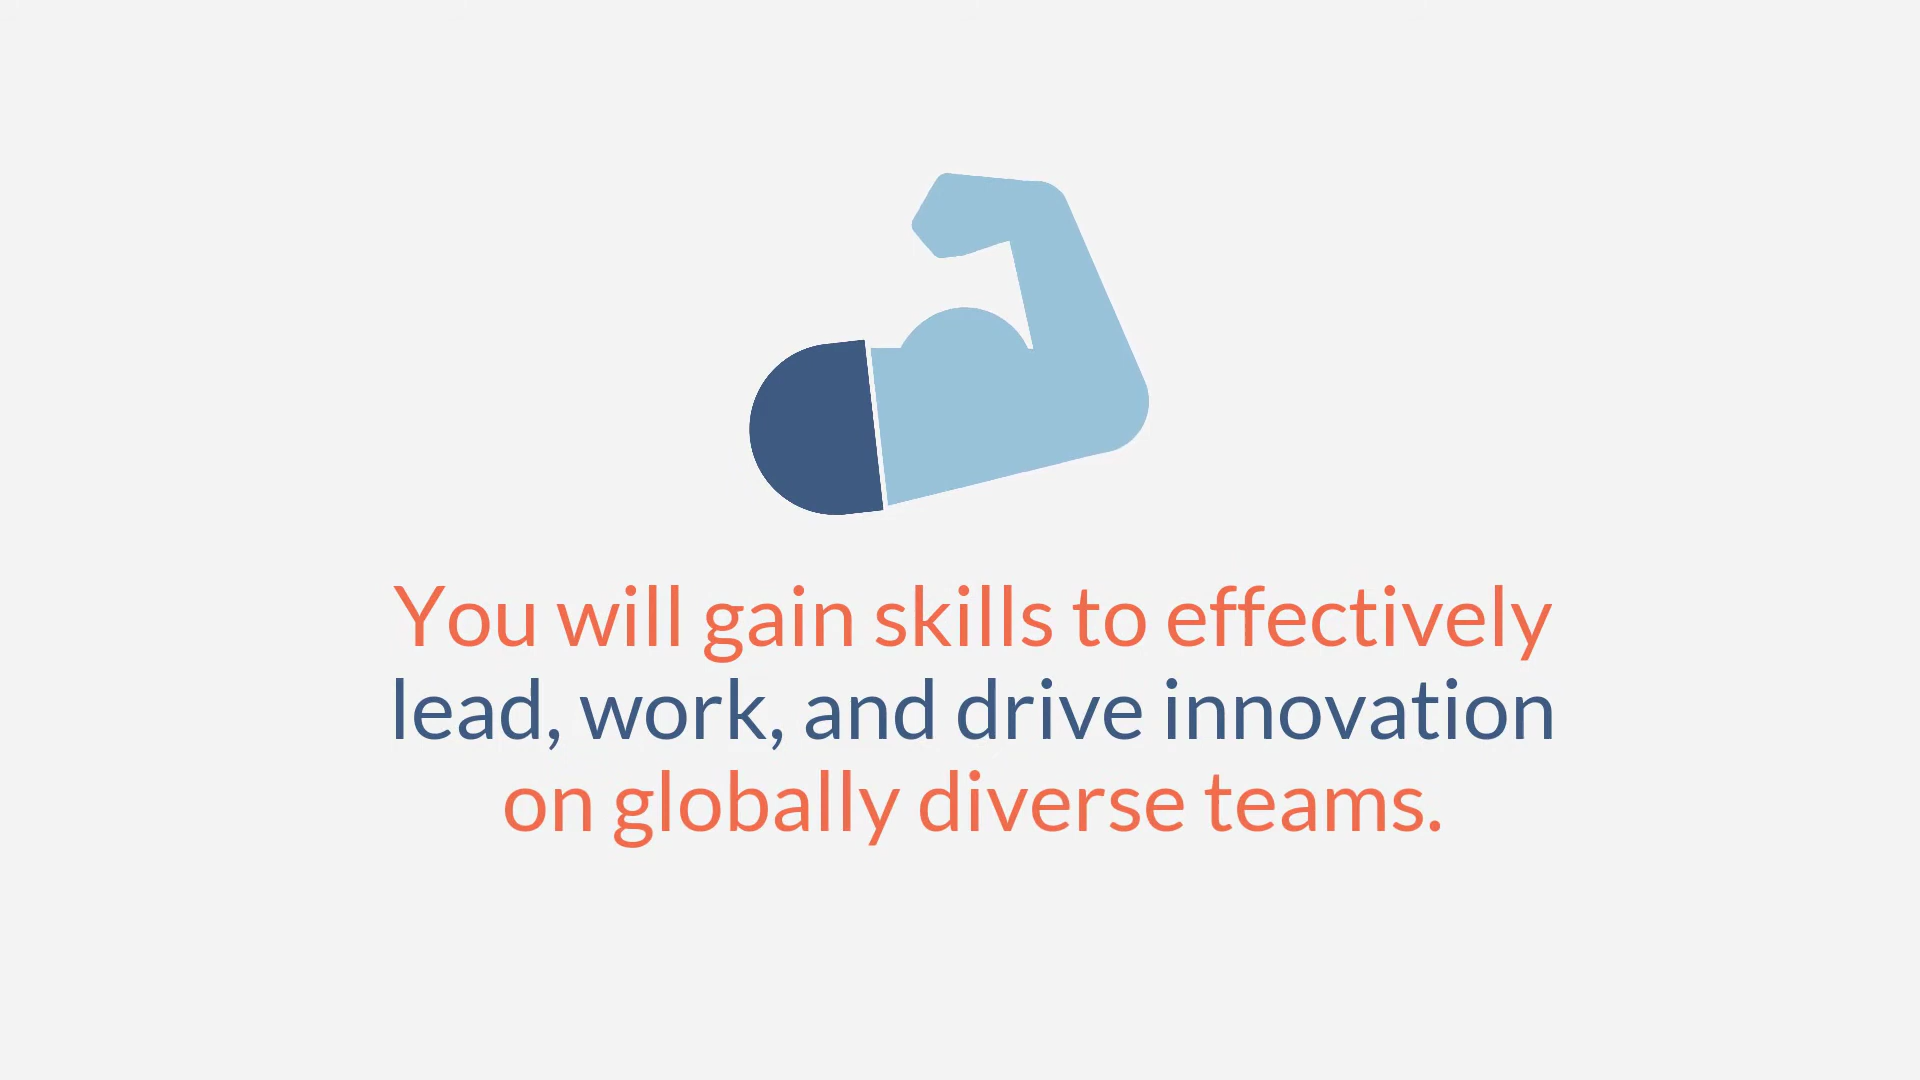 You will gain skills to effectively
lead, work, and drive innovation
on globally diverse teams.